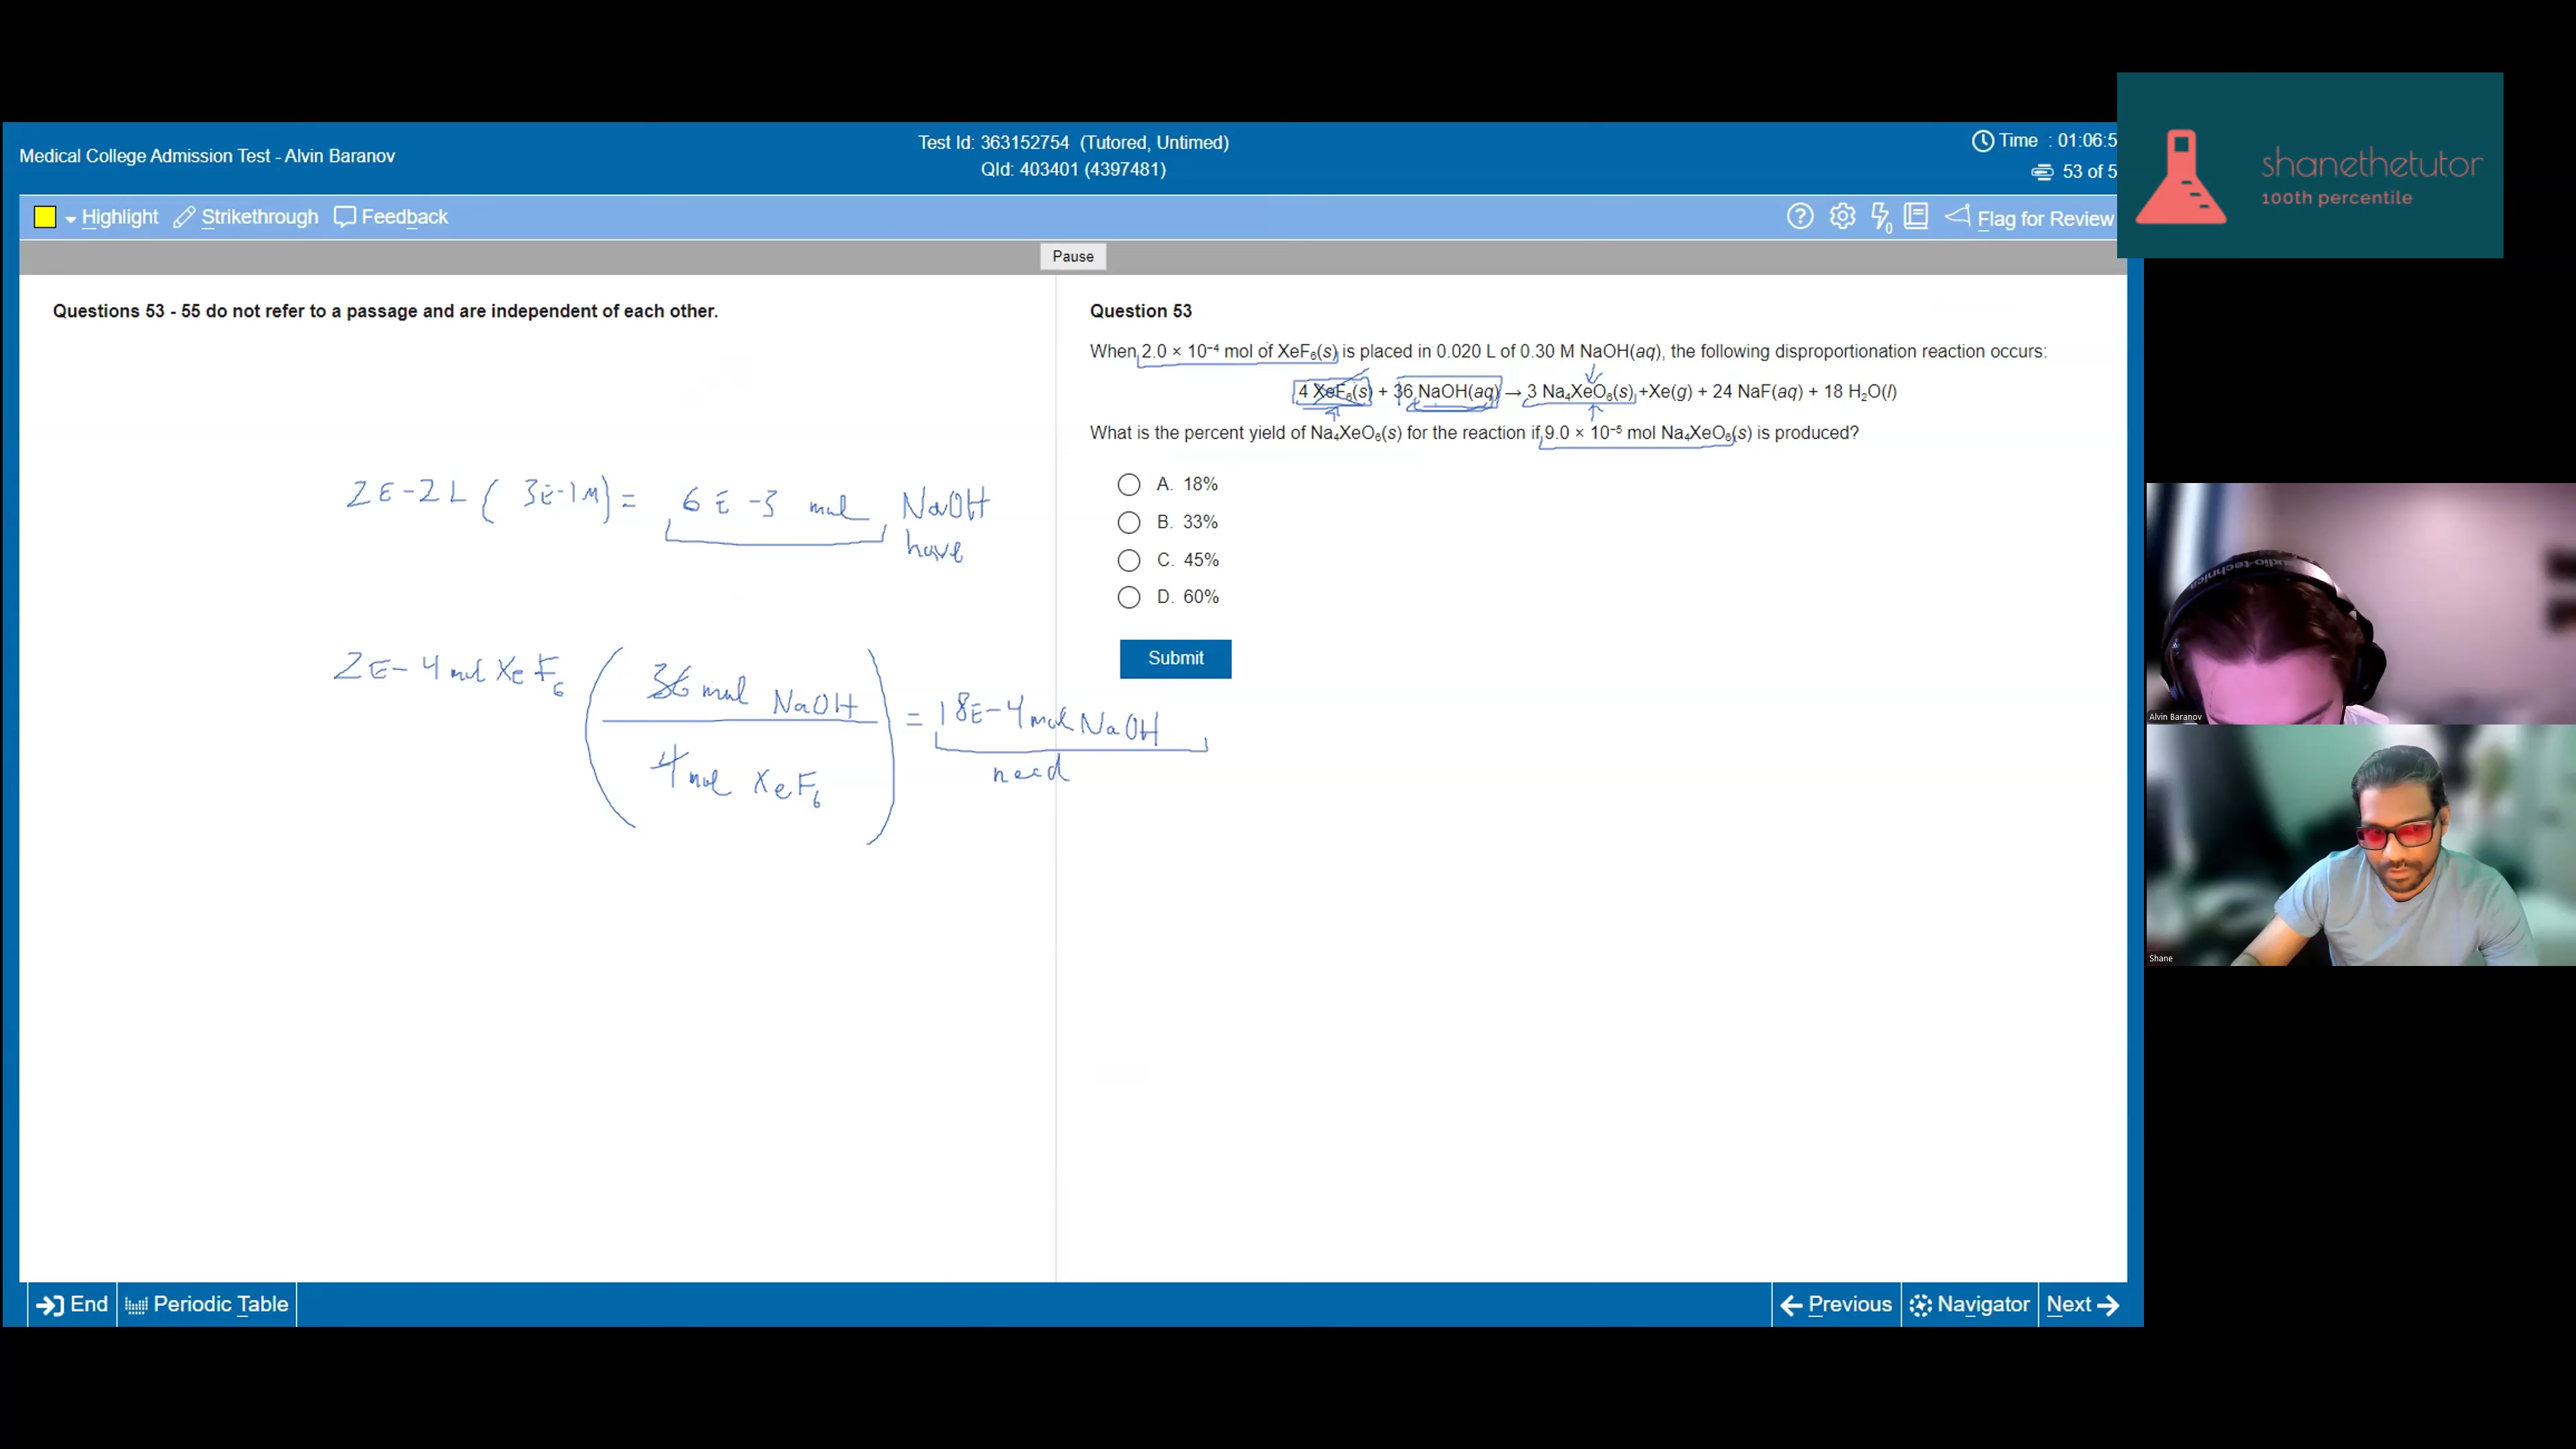 shanethetutor
100th percentile
Medical College Admission Test - Alvin Baranov
Test Id: 363152754 (Tutored, Untimed)
QId: 403401 (4397481)
Time : 01:06:5
53 of 5
Highlight Strikethrough Feedback
Flag for Review
Pause
Questions 53 - 55 do not refer to a passage and are independent of each other.
2E-2L ( 3E-1M) = 6 E -3 mol NaOH
have
2E-4 mol XeF₆ ( 36 mol NaOH
4 mol XeF₆ ) = 18E-4 mol NaOH
need
Question 53
When 2.0 × 10⁻⁴ mol of XeF₆(s) is placed in 0.020 L of 0.30 M NaOH(aq), the following disproportionation reaction occurs:
4 XeF₆(s) + 36 NaOH(aq) → 3 Na₄XeO₆(s) +Xe(g) + 24 NaF(aq) + 18 H₂O(l)
What is the percent yield of Na₄XeO₆(s) for the reaction if 9.0 × 10⁻⁵ mol Na₄XeO₆(s) is produced?
A. 18%
B. 33%
C. 45%
D. 60%
Submit
audio-technica
Alvin Baranov
Shane
End Periodic Table
Previous Navigator Next